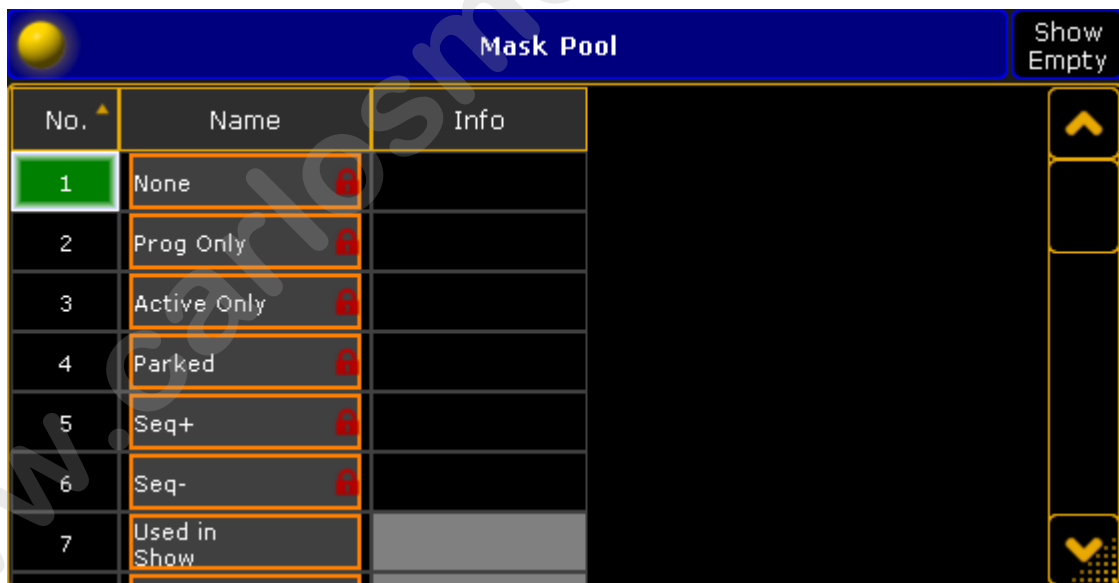 Mask Pool
Show
Empty
No. Name Info
1 None
2 Prog Only
3 Active Only
4 Parked
5 Seq+
6 Seq-
7 Used in
Show